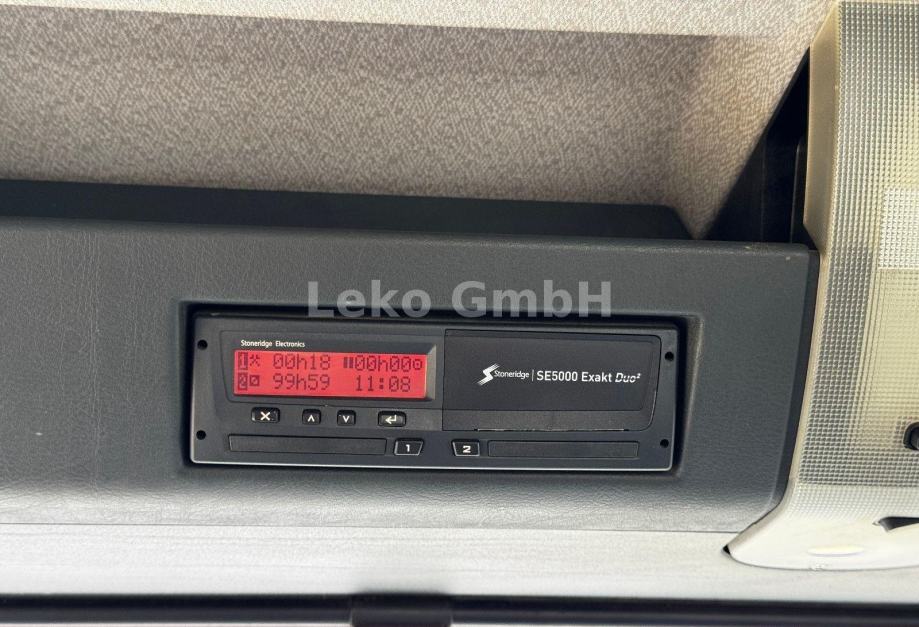 Leko GmbH
Stoneridge Electronics
1 00h18 00h00
2 99h59 11:08
Stoneridge | SE5000 Exakt Duo²
1 2